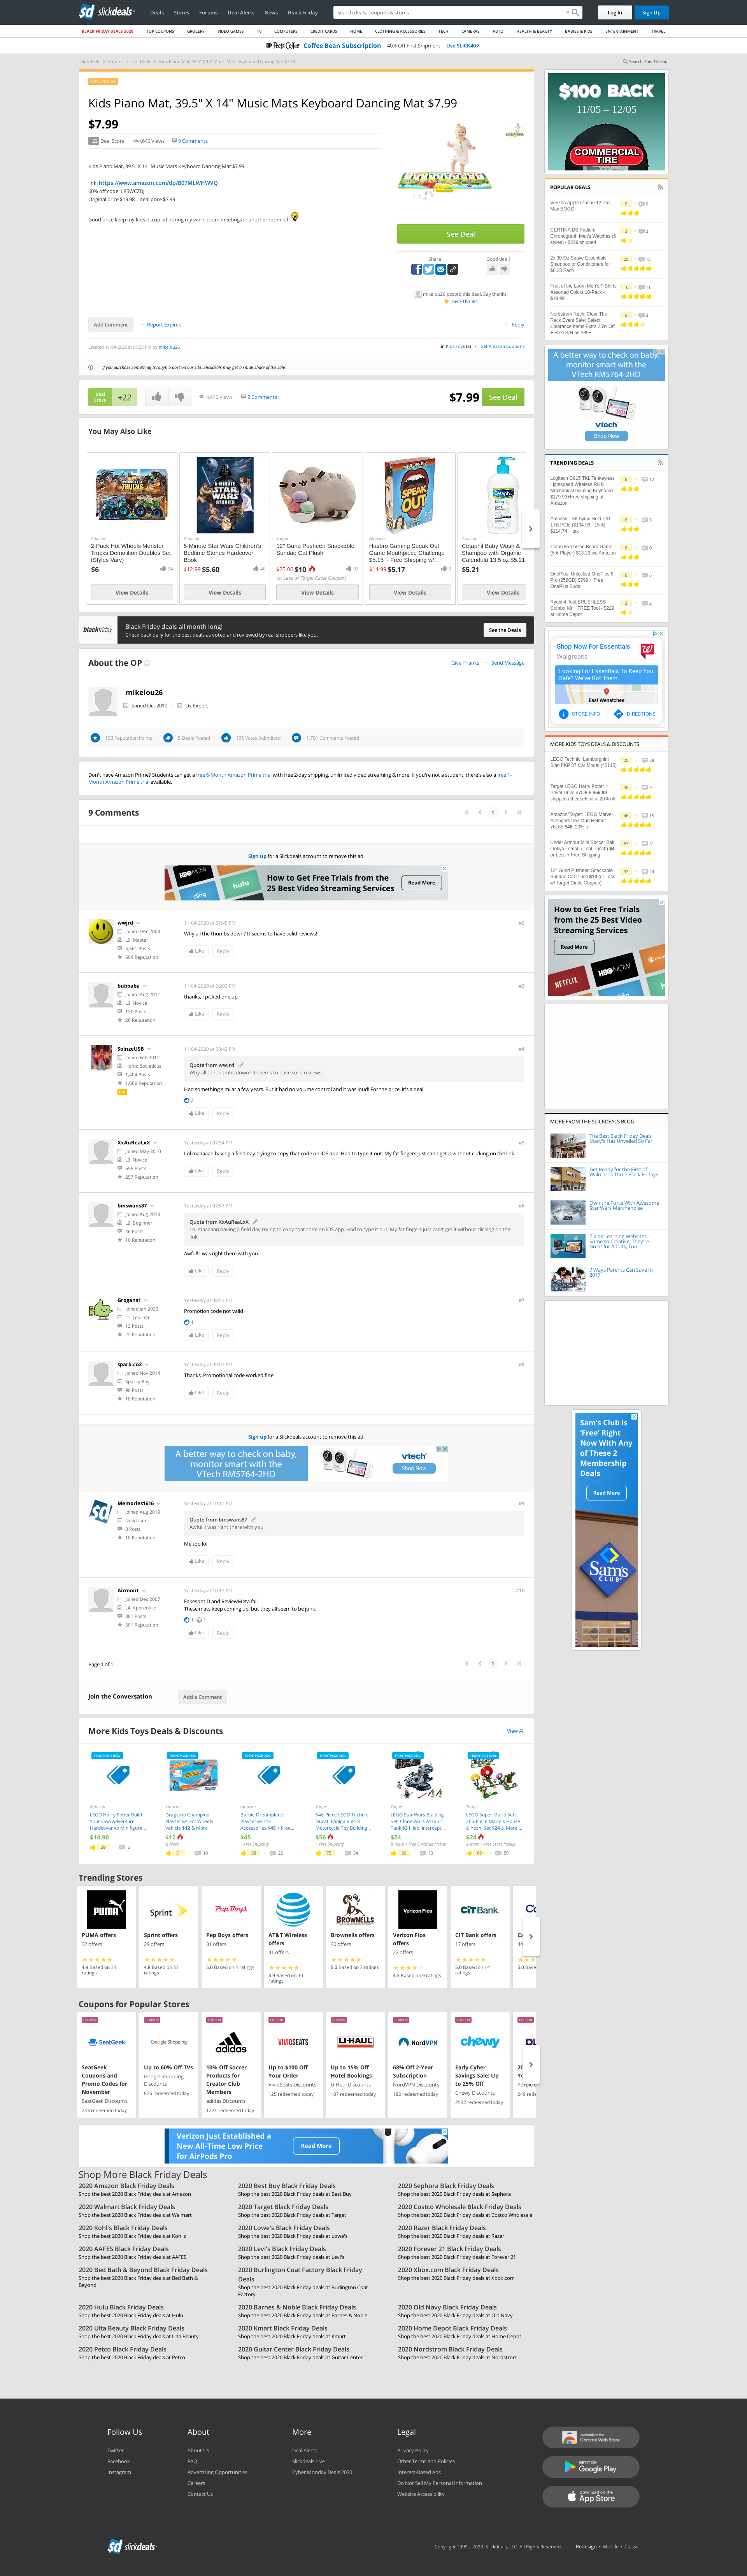 slickdeals
Deals Stores Forums Deal Alerts News Black Friday
Search deals, coupons & stores
Log In Sign Up
BLACK FRIDAY DEALS 2020 TOP COUPONS GROCERY VIDEO GAMES TV COMPUTERS CREDIT CARDS HOME CLOTHING & ACCESSORIES TECH CAMERAS AUTO HEALTH & BEAUTY BABIES & KIDS ENTERTAINMENT TRAVEL
Peet's Coffee Coffee Bean Subscription 40% Off First Shipment Use SLICK40 >
Slickdeals > Forums > Hot Deals > Kids Piano Mat, 39.5" X 14" Music Mats Keyboard Dancing Mat $7.99
Search This Thread
Kids Piano Mat, 39.5" X 14" Music Mats Keyboard Dancing Mat $7.99
$7.99
+22 Deal Score 4,646 Views 9 Comments
Kids Piano Mat, 39.5" X 14" Music Mats Keyboard Dancing Mat $7.99
link: https://www.amazon.com/dp/B07MLWHWVQ
60% off code: LR5WCZDJ
Original price $19.98 , deal price $7.99
Good price keep my kids occupied during my work zoom meetings in another room lol
See Deal
Share Good deal?
mikelou26 posted this deal. Say thanks!
Give Thanks
Add Comment Report Expired Reply
Created 11-04-2020 at 07:23 PM by mikelou26
in Kids Toys (6) Get Amazon Coupons
If you purchase something through a post on our site, Slickdeals may get a small share of the sale.
Deal Score +22 4,646 Views 9 Comments $7.99 See Deal
You May Also Like
Amazon
2-Pack Hot Wheels Monster Trucks Demolition Doubles Set (Styles Vary)
$6 34
View Details
Amazon
5-Minute Star Wars Children's Bedtime Stories Hardcover Book
$12.99 $5.60 40
View Details
Target
12" Gund Pusheen Snackable Sundae Cat Plush
$25.00 $10 93
(or Less w/ Target Circle Coupon)
View Details
Amazon
Hasbro Gaming Speak Out Game Mouthpiece Challenge $5.15 + Free Shipping w/...
$14.99 $5.17 3
View Details
Amazon
Cetaphil Baby Wash & Shampoo with Organic Calendula 13.5 oz $5.21
$5.21
View Details
blackfriday
Black Friday deals all month long!
Check back daily for the best deals as voted and reviewed by real shoppers like you.
See the Deals
About the OP
Give Thanks Send Message
mikelou26
Joined Oct 2010 L6: Expert
133 Reputation Points 5 Deals Posted 196 Votes Submitted 1,701 Comments Posted
Don't have Amazon Prime? Students can get a free 6-Month Amazon Prime trial with free 2-day shipping, unlimited video streaming & more. If you're not a student, there's also a free 1-
Month Amazon Prime trial available.
9 Comments
1
Sign up for a Slickdeals account to remove this ad.
HBO NOW sling hulu
How to Get Free Trials from the
25 Best Video Streaming Services
Read More
wwjrd
Joined Dec 2009
L9: Master
5,561 Posts
604 Reputation
11-04-2020 at 07:45 PM #2
Why all the thumbs down? It seems to have solid reviews!
Like Reply
bubbaba
Joined Aug 2011
L3: Novice
130 Posts
26 Reputation
11-04-2020 at 08:03 PM #3
thanks, I picked one up
Like Reply
SolnzeUSB
Joined Feb 2011
Homo Sovieticus
1,404 Posts
1,669 Reputation
Pro
11-04-2020 at 08:42 PM #4
Quote from wwjrd
Why all the thumbs down? It seems to have solid reviews!
Had something similar a few years. But it had no volume control and it was loud! For the price, it's a deal.
2
Like Reply
XxAuReaLxX
Joined May 2010
L3: Novice
698 Posts
257 Reputation
Yesterday at 07:54 PM #5
Lol maaaaan having a field day trying to copy that code on iOS app. Had to type it out. My fat fingers just can't get it without clicking on the link
Like Reply
bmswans87
Joined Aug 2013
L2: Beginner
46 Posts
10 Reputation
Yesterday at 07:57 PM #6
Quote from XxAuReaLxX
Lol maaaaan having a field day trying to copy that code on iOS app. Had to type it out. My fat fingers just can't get it without clicking on the
link
Awful! I was right there with you.
Like Reply
Grogans1
Joined Jan 2020
L1: Learner
13 Posts
22 Reputation
Yesterday at 08:53 PM #7
Promotion code not valid
1
Like Reply
spark.co2
Joined Nov 2014
Sparky Boy
90 Posts
18 Reputation
Yesterday at 09:07 PM #8
Thanks. Promotional code worked fine
Like Reply
Sign up for a Slickdeals account to remove this ad.
A better way to check on baby,
monitor smart with the
VTech RM5764-2HD
vtech
Shop Now
Memories1616
Joined Aug 2019
New User
3 Posts
19 Reputation
Yesterday at 10:11 PM #9
Quote from bmswans87
Awful! I was right there with you.
Me too lol
Like Reply
Airmont
Joined Dec 2007
L4: Apprentice
381 Posts
501 Reputation
Yesterday at 10:17 PM #10
Fakespot D and ReviewMeta fail.
These mats keep coming up, but they all seem to be junk.
1 1
Like Reply
Page 1 of 1 1
Join the Conversation Add a Comment
More Kids Toys Deals & Discounts View All
Amazon
LEGO Harry Potter Build Your Own Adventure Hardcover w/ Minifigure...
$14.90
39 6
Amazon
Dragstrip Champion Playset w/ Hot Wheels Vehicle $12 & More
$12
& More
51 10
Amazon
Barbie Dreamplane Playset w/ 15+ Accessories $45 + Free...
$45
+ Free Shipping
38 22
Target
646-Piece LEGO Technic Ducati Panigale V4 R Motorcycle Toy Building...
$56
+ Free Shipping
75 34
Target
LEGO Star Wars Building Set: Clone Wars Assault Tank $31, Jedi Intercept...
$24
& More + Free Curbside Pickup
39 13
Target
LEGO Super Mario Sets: 205-Piece Mario's House & Yoshi Set $24 & More...
$24
& More + Free Store Pickup
69 50
Trending Stores
PUMA offers
37 offers
4.9 Based on 34 ratings
Sprint offers
29 offers
4.8 Based on 33 ratings
Pep Boys offers
31 offers
5.0 Based on 4 ratings
AT&T Wireless offers
41 offers
4.9 Based on 40 ratings
Brownells offers
40 offers
5.0 Based on 3 ratings
Verizon Fios offers
22 offers
4.3 Based on 9 ratings
CIT Bank offers
17 offers
5.0 Based on 14 ratings
Coupons for Popular Stores
SeatGeek Coupons and Promo Codes for November
SeatGeek Discounts
243 redeemed today
Up to 60% Off TVs
Google Shopping Discounts
876 redeemed today
10% Off Soccer Products for Creator Club Members
adidas Discounts
1221 redeemed today
Up to $100 Off Your Order
VividSeats Discounts
125 redeemed today
Up to 15% Off Hotel Bookings
U-Haul Discounts
107 redeemed today
68% Off 2-Year Subscription
NordVPN Discounts
182 redeemed today
Early Cyber Savings Sale: Up to 25% Off
Chewy Discounts
2532 redeemed today
Verizon Just Established a
New All-Time Low Price
for AirPods Pro
Read More
Shop More Black Friday Deals
2020 Amazon Black Friday Deals
Shop the best 2020 Black Friday deals at Amazon
2020 Best Buy Black Friday Deals
Shop the best 2020 Black Friday deals at Best Buy
2020 Sephora Black Friday Deals
Shop the best 2020 Black Friday deals at Sephora
2020 Walmart Black Friday Deals
Shop the best 2020 Black Friday deals at Walmart
2020 Target Black Friday Deals
Shop the best 2020 Black Friday deals at Target
2020 Costco Wholesale Black Friday Deals
Shop the best 2020 Black Friday deals at Costco Wholesale
2020 Kohl's Black Friday Deals
Shop the best 2020 Black Friday deals at Kohl's
2020 Lowe's Black Friday Deals
Shop the best 2020 Black Friday deals at Lowe's
2020 Razer Black Friday Deals
Shop the best 2020 Black Friday deals at Razer
2020 AAFES Black Friday Deals
Shop the best 2020 Black Friday deals at AAFES
2020 Levi's Black Friday Deals
Shop the best 2020 Black Friday deals at Levi's
2020 Forever 21 Black Friday Deals
Shop the best 2020 Black Friday deals at Forever 21
2020 Bed Bath & Beyond Black Friday Deals
Shop the best 2020 Black Friday deals at Bed Bath &
Beyond
2020 Burlington Coat Factory Black Friday
Deals
Shop the best 2020 Black Friday deals at Burlington Coat
Factory
2020 Xbox.com Black Friday Deals
Shop the best 2020 Black Friday deals at Xbox.com
2020 Hulu Black Friday Deals
Shop the best 2020 Black Friday deals at Hulu
2020 Barnes & Noble Black Friday Deals
Shop the best 2020 Black Friday deals at Barnes & Noble
2020 Old Navy Black Friday Deals
Shop the best 2020 Black Friday deals at Old Navy
2020 Ulta Beauty Black Friday Deals
Shop the best 2020 Black Friday deals at Ulta Beauty
2020 Kmart Black Friday Deals
Shop the best 2020 Black Friday deals at Kmart
2020 Home Depot Black Friday Deals
Shop the best 2020 Black Friday deals at Home Depot
2020 Petco Black Friday Deals
Shop the best 2020 Black Friday deals at Petco
2020 Guitar Center Black Friday Deals
Shop the best 2020 Black Friday deals at Guitar Center
2020 Nordstrom Black Friday Deals
Shop the best 2020 Black Friday deals at Nordstrom
$100 BACK
11/05 – 12/05
COMMERCIAL TIRE
POPULAR DEALS
Verizon Apple iPhone 12 Pro Max BOGO
6 0
CERTINA DS Podium Chronograph Men's Watches (6 styles) - $229 shipped
3 3
2x 30-Oz Suave Essentials Shampoo or Conditioners for $0.38 Each
29 15
Fruit of the Loom Men's T-Shirts Assorted Colors 10-Pack - $19.99
16 11
Nordstrom Rack: Clear The Rack Event Sale: Select Clearance Items Extra 25% Off + Free S/H on $89+
9 3
A better way to check on baby,
monitor smart with the
VTech RM5764-2HD
vtech
Shop Now
TRENDING DEALS
Logitech G915 TKL Tenkeyless Lightspeed Wireless RGB Mechanical Gaming Keyboard $179.99+Free shipping at Amazon
6 12
Amazon - SK hynix Gold P31 1TB PCIe ($134.99 - 15%) $114.74 + tax
6 3
Catan Extension Board Game (5-6 Player) $13.29 via Amazon
6 0
OnePlus: Unlocked OnePlus 8 Pro (256GB) $799 + Free OnePlus Buds
6 6
Ryobi 4-Tool BRUSHLESS Combo Kit + FREE Tool - $229 at Home Depot
3 2
Shop Now For Essentials
Walgreens
Looking For Essentials To Keep You
Safe? We've Got Them.
East Wenatchee
STORE INFO DIRECTIONS
MORE KIDS TOYS DEALS & DISCOUNTS
LEGO Technic: Lamborghini Sián FKP 37 Car Model (42115)
20 28
Target LEGO Harry Potter 4 Privet Drive #75968 $55.99 shipped other sets also 20% off
26 9
Amazon/Target: LEGO Marvel Avengers Iron Man Helmet 76165 $48, 20% off
46 15
Under Armour Mini Soccer Ball (Tokyo Lemon / Teal Punch) $4 or Less + Free Shipping
63 51
12" Gund Pusheen Snackable Sundae Cat Plush $10 (or Less w/ Target Circle Coupon)
93 24
How to Get Free Trials
from the 25 Best Video
Streaming Services
Read More
NETFLIX HBO NOW
MORE FROM THE SLICKDEALS BLOG
The Best Black Friday Deals Macy's Has Unveiled So Far
Get Ready for the First of Walmart's Three Black Fridays
Own the Force With Awesome Star Wars Merchandise
7 Kids Learning Websites – Some so Creative, They're Great for Adults, Too
7 Ways Parents Can Save In 2017
Sam's Club is
'Free' Right
Now With Any
of These 2
Membership
Deals
Read More
Sam's Club
Follow Us
Twitter
Facebook
Instagram
About
About Us
FAQ
Advertising Opportunities
Careers
Contact Us
More
Deal Alerts
Slickdeals Live
Cyber Monday Deals 2020
Legal
Privacy Policy
Other Terms and Policies
Interest-Based Ads
Do Not Sell My Personal Information
Website Accessibility
Available in the Chrome Web Store
GET IT ON Google Play
Download on the App Store
slickdeals
Copyright 1999 – 2020. Slickdeals, LLC. All Rights Reserved. Redesign • Mobile • Classic